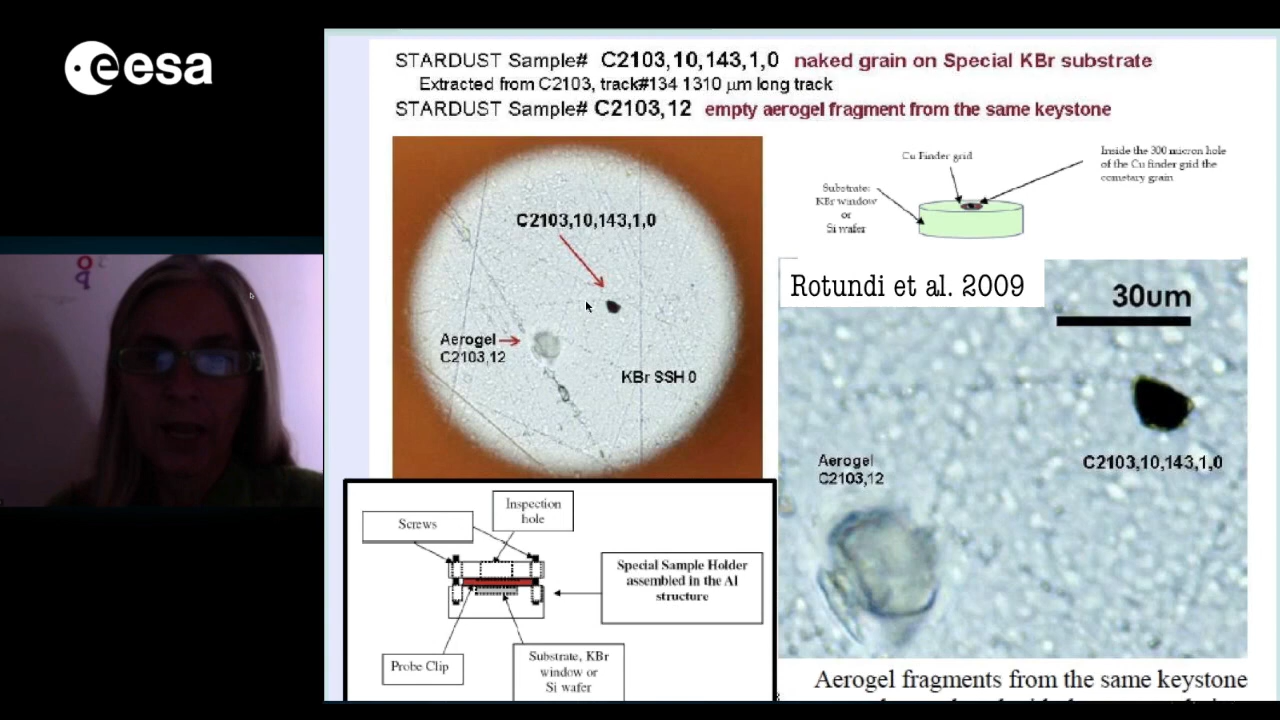 esa
STARDUST Sample# C2103,10,143,1,0 naked grain on Special KBr substrate
Extracted from C2103, track#134 1310 μm long track
STARDUST Sample# C2103,12 empty aerogel fragment from the same keystone
C2103,10,143,1,0
Aerogel
C2103,12
KBr SSH 0
Cu Finder grid
Inside the 300 micron hole
of the Cu finder grid the
cometary grain
Substrate:
KBr window
or
Si wafer
Rotundi et al. 2009
30um
Aerogel
C2103,12
C2103,10,143,1,0
Screws
Inspection
hole
Special Sample Holder
assembled in the Al
structure
Probe Clip
Substrate, KBr
window or
Si wafer
Aerogel fragments from the same keystone